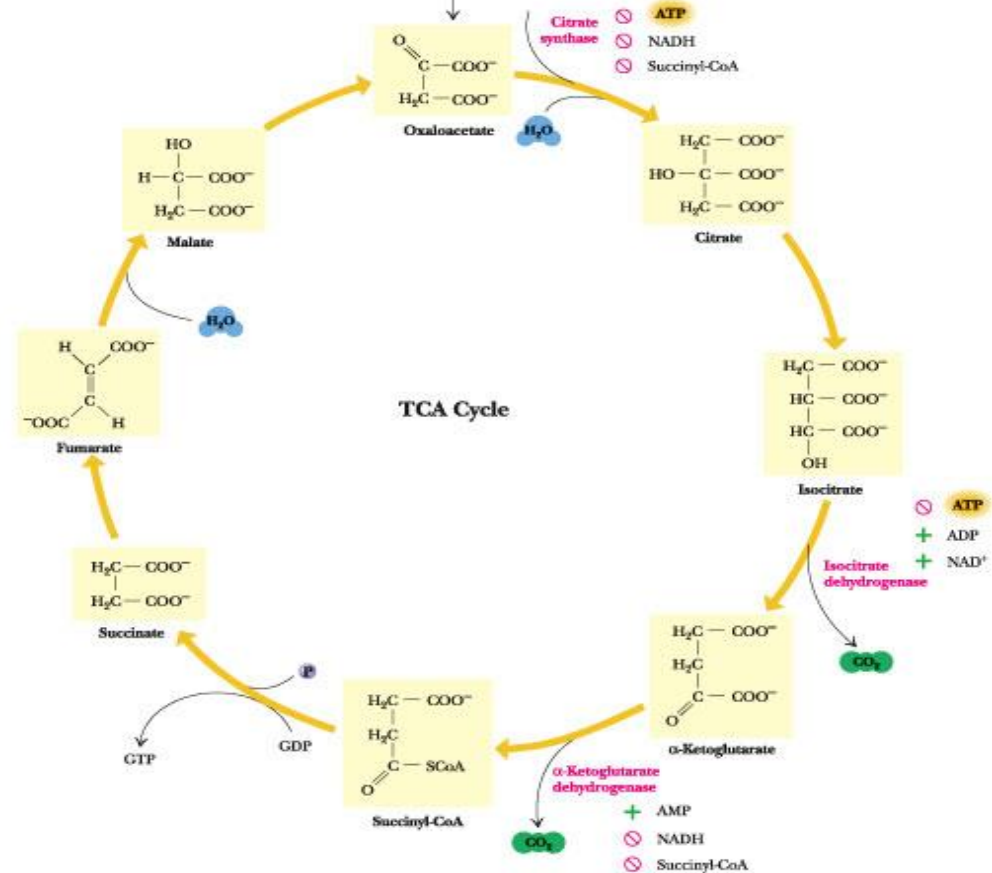 Citrate
synthase
ATP
NADH
Succinyl-CoA
O
C — COO⁻
H₂C — COO⁻
Oxaloacetate
H₂O
H₂C — COO⁻
HO — C — COO⁻
H₂C — COO⁻
Citrate
H₂C — COO⁻
HC — COO⁻
HC — COO⁻
OH
Isocitrate
ATP
+ ADP
+ NAD⁺
Isocitrate
dehydrogenase
CO₂
H₂C — COO⁻
H₂C
C — COO⁻
O
α-Ketoglutarate
α-Ketoglutarate
dehydrogenase
+ AMP
NADH
Succinyl-CoA
CO₂
H₂C — COO⁻
H₂C
C — SCoA
O
Succinyl-CoA
P
GDP
GTP
H₂C — COO⁻
H₂C — COO⁻
Succinate
H COO⁻
C
C
⁻OOC H
Fumarate
H₂O
HO
H — C — COO⁻
H₂C — COO⁻
Malate
TCA Cycle